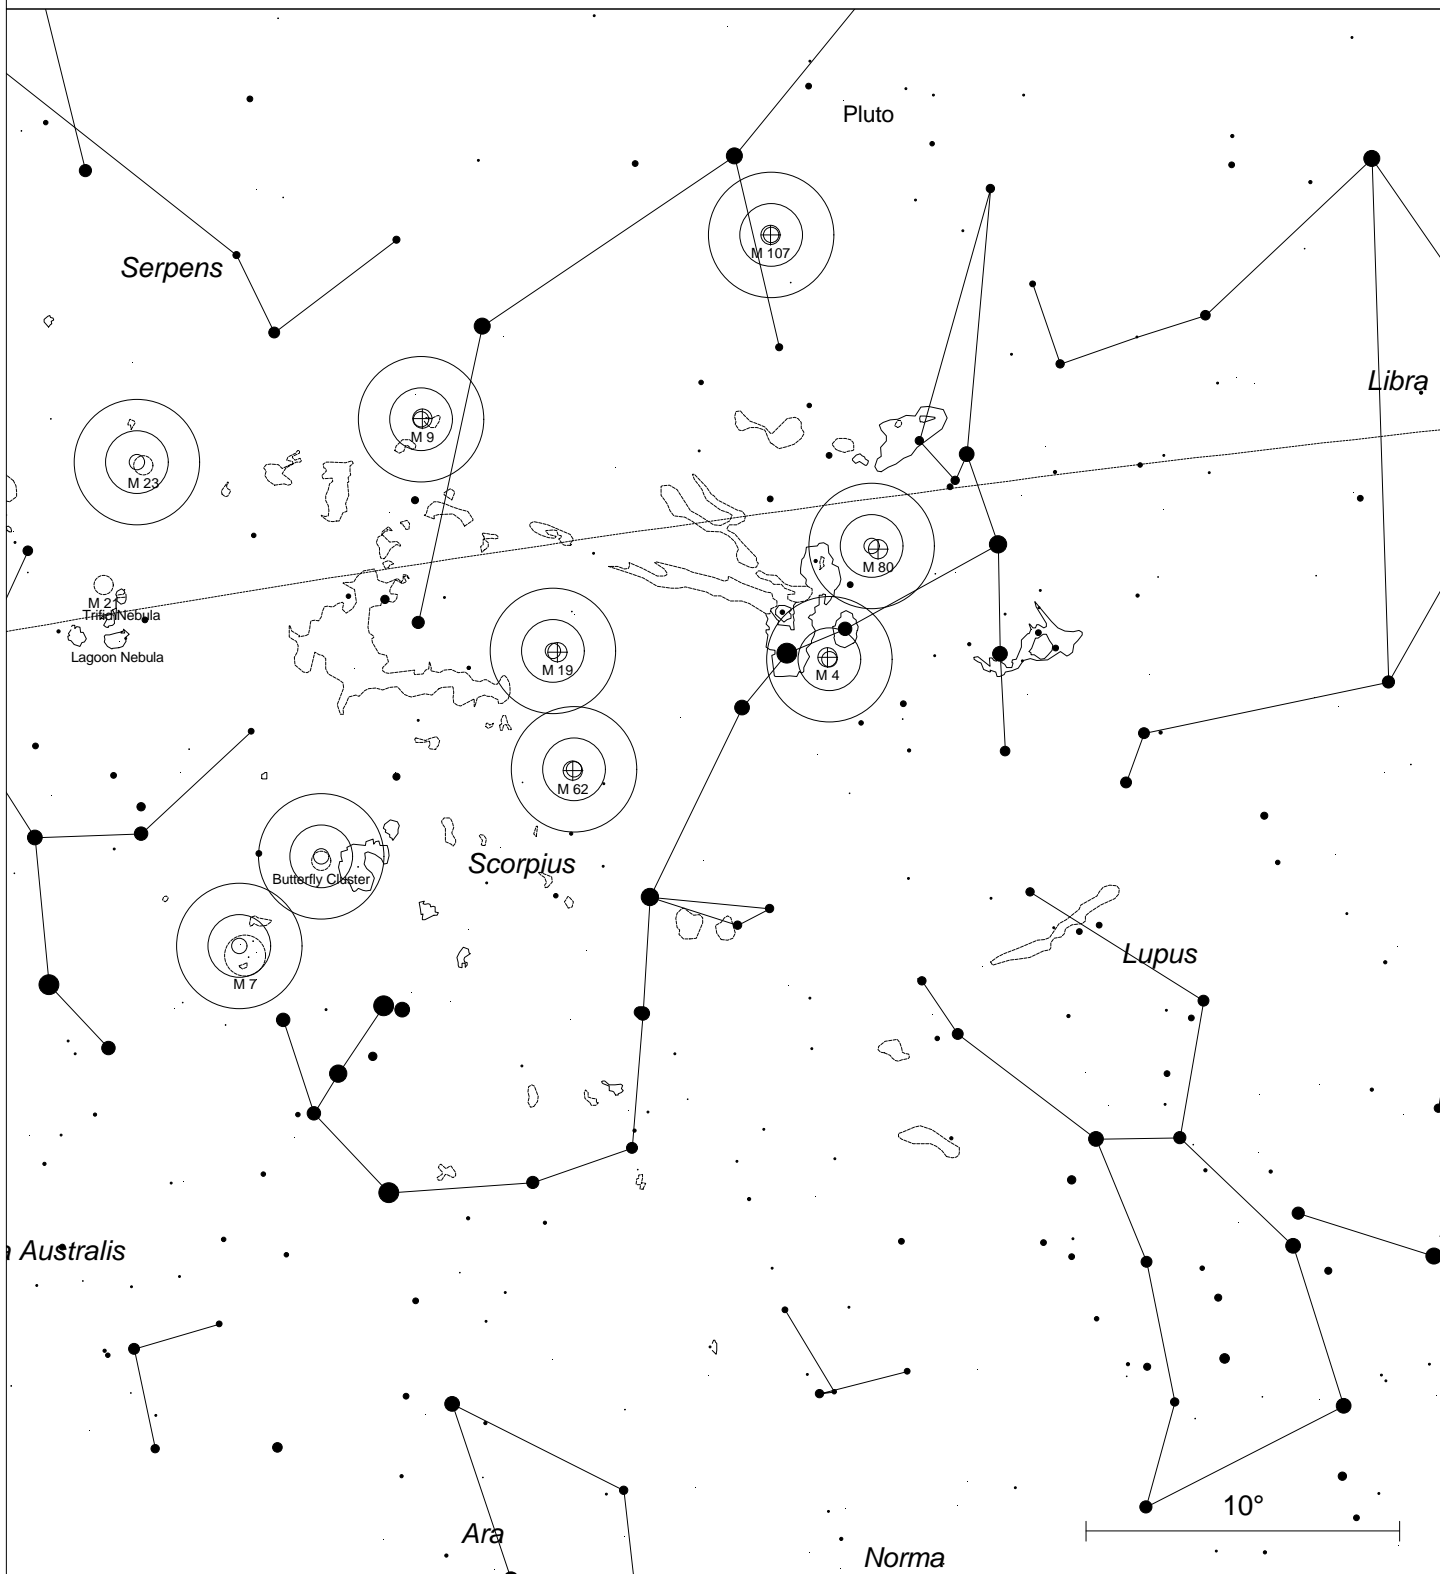 Pluto
M 107
Serpens
Libra
M 9
M 23
M 80
M 21
Trifid Nebula
Lagoon Nebula
M 19
M 4
M 62
Scorpius
Butterfly Cluster
Lupus
M 7
a Australis
10°
Ara
Norma